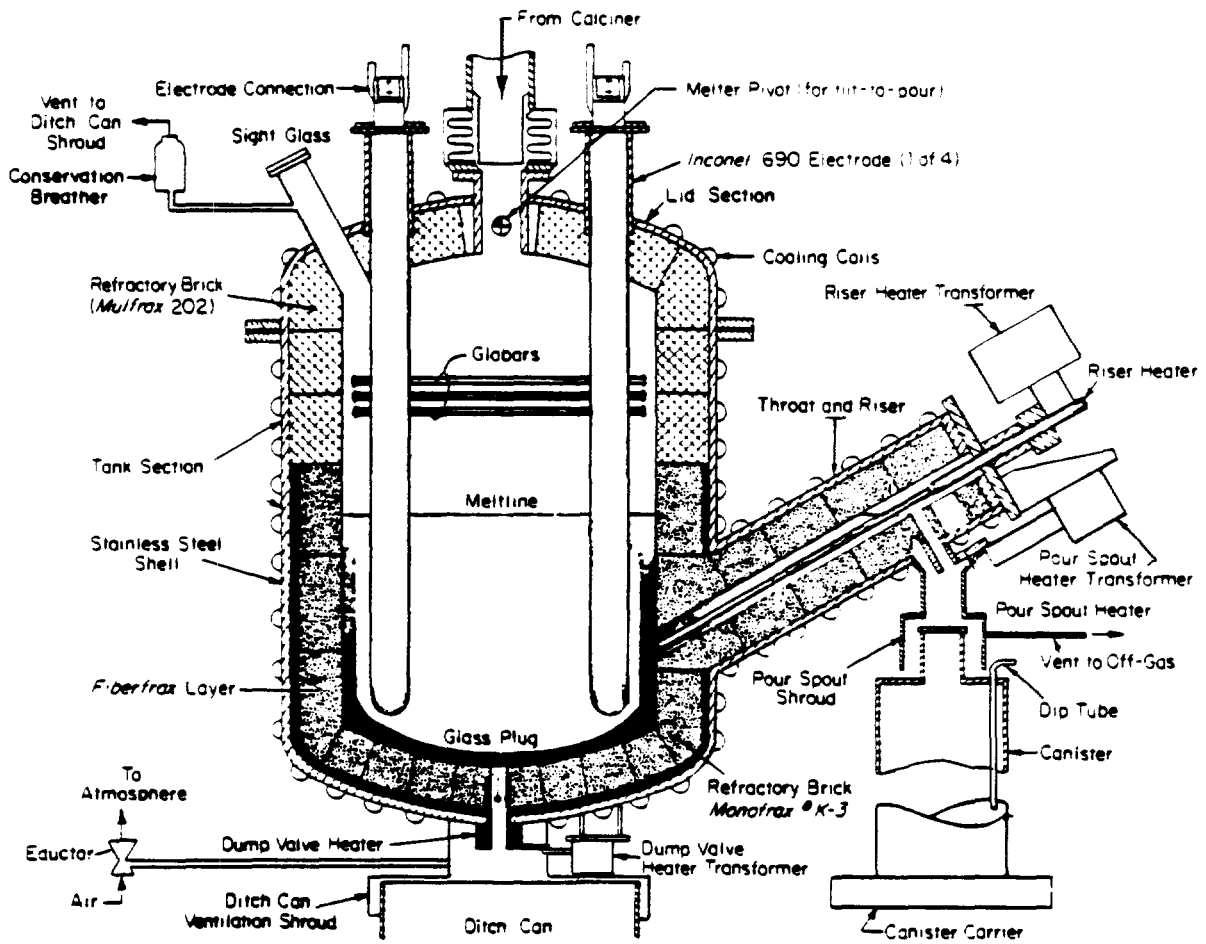 From Calciner
Electrode Connection
Melter Pivot (for tilt-to-pour)
Vent to
Ditch Can
Shroud
Sight Glass
Inconel 690 Electrode (1 of 4)
Conservation
Breather
Lid Section
Cooling Coils
Refractory Brick
(Mulfrax 202)
Riser Heater Transformer
Globars
Riser Heater
Throat and Riser
Tank Section
Meltline
Stainless Steel
Shell
Pour Spout
Heater Transformer
Pour Spout Heater
Vent to Off-Gas
Fiberfrax Layer
Pour Spout
Shroud
Dip Tube
Glass Plug
Canister
To
Atmosphere
Refractory Brick
Monofrax ® K-3
Dump Valve Heater
Dump Valve
Heater Transformer
Eductor
Air
Ditch Can
Ventilation Shroud
Ditch Can
Canister Carrier